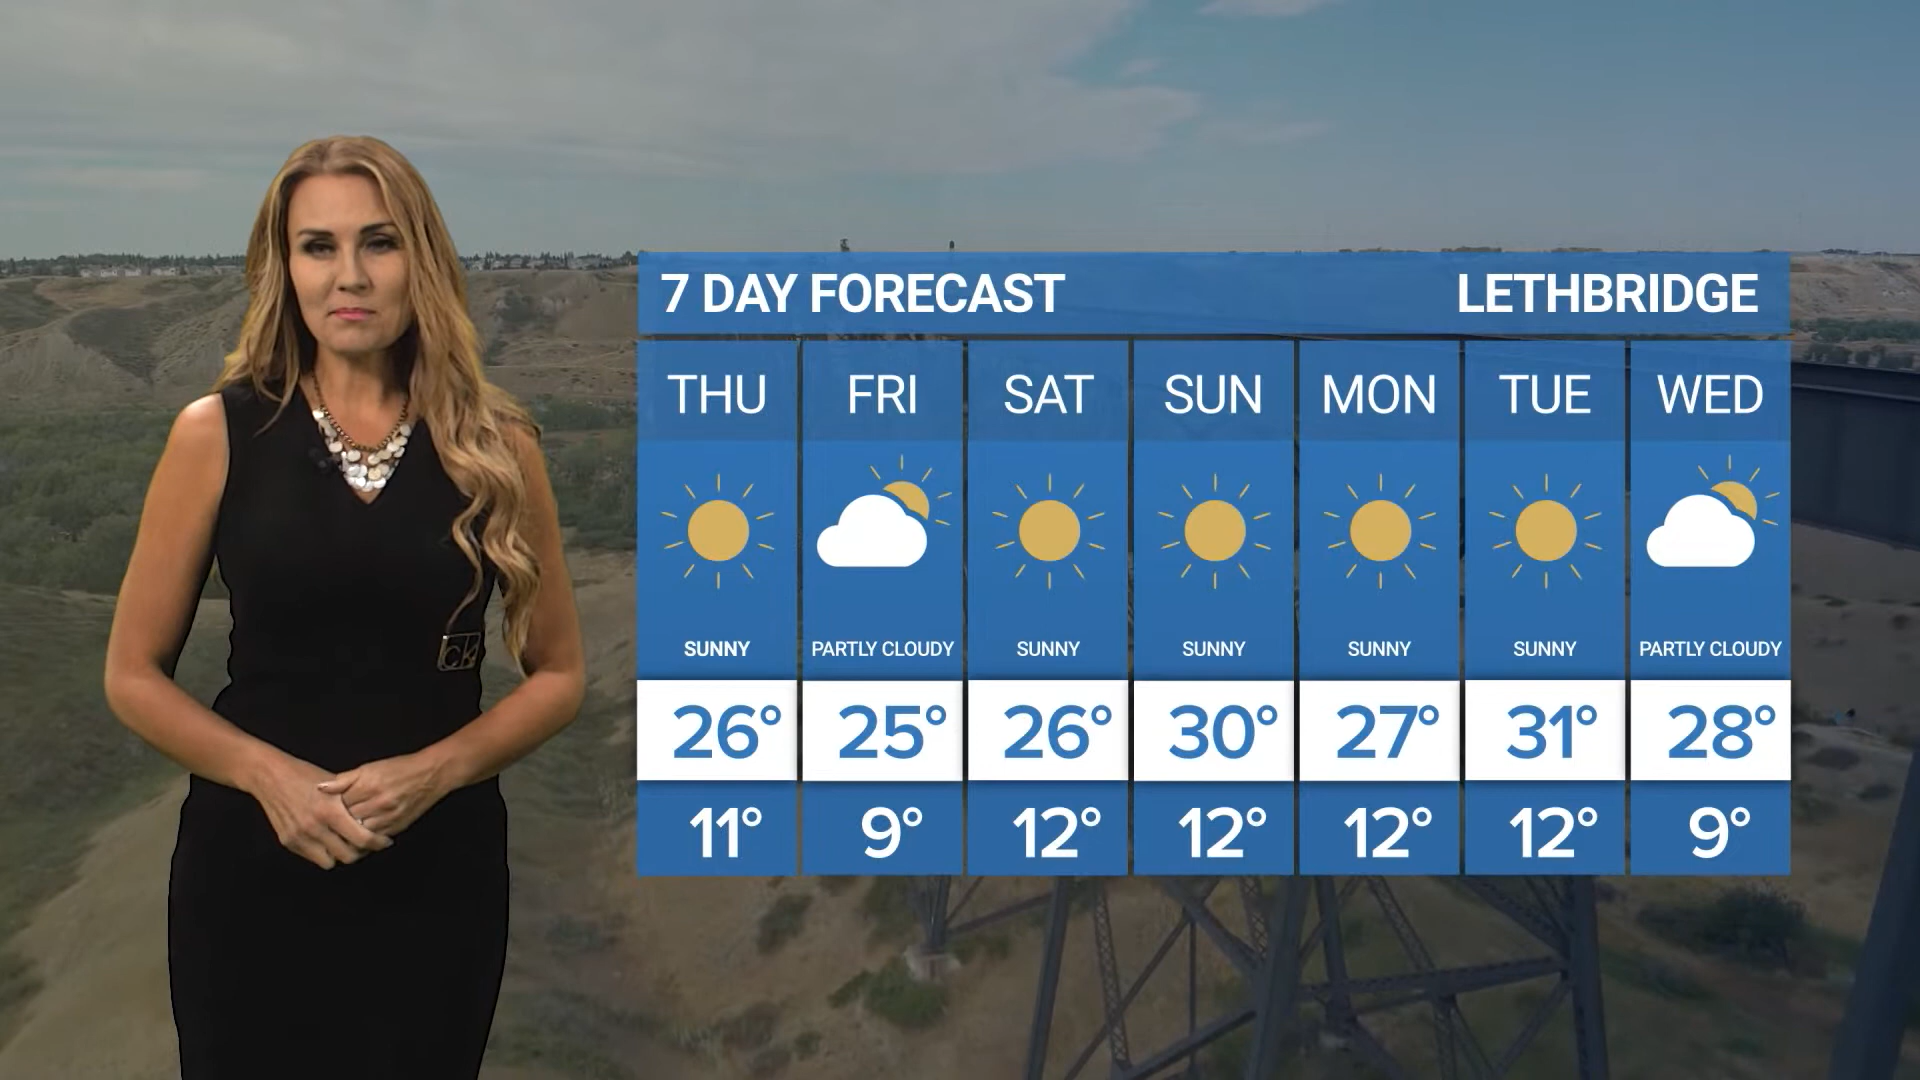 7 DAY FORECAST LETHBRIDGE
THU FRI SAT SUN MON TUE WED
SUNNY PARTLY CLOUDY SUNNY SUNNY SUNNY SUNNY PARTLY CLOUDY
26° 25° 26° 30° 27° 31° 28°
11° 9° 12° 12° 12° 12° 9°
ck